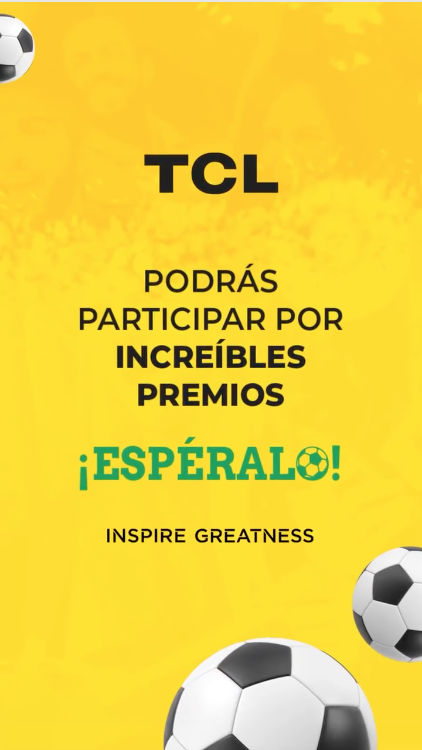 TCL
PODRÁS
PARTICIPAR POR
INCREÍBLES
PREMIOS
¡ESPÉRALO!
INSPIRE GREATNESS